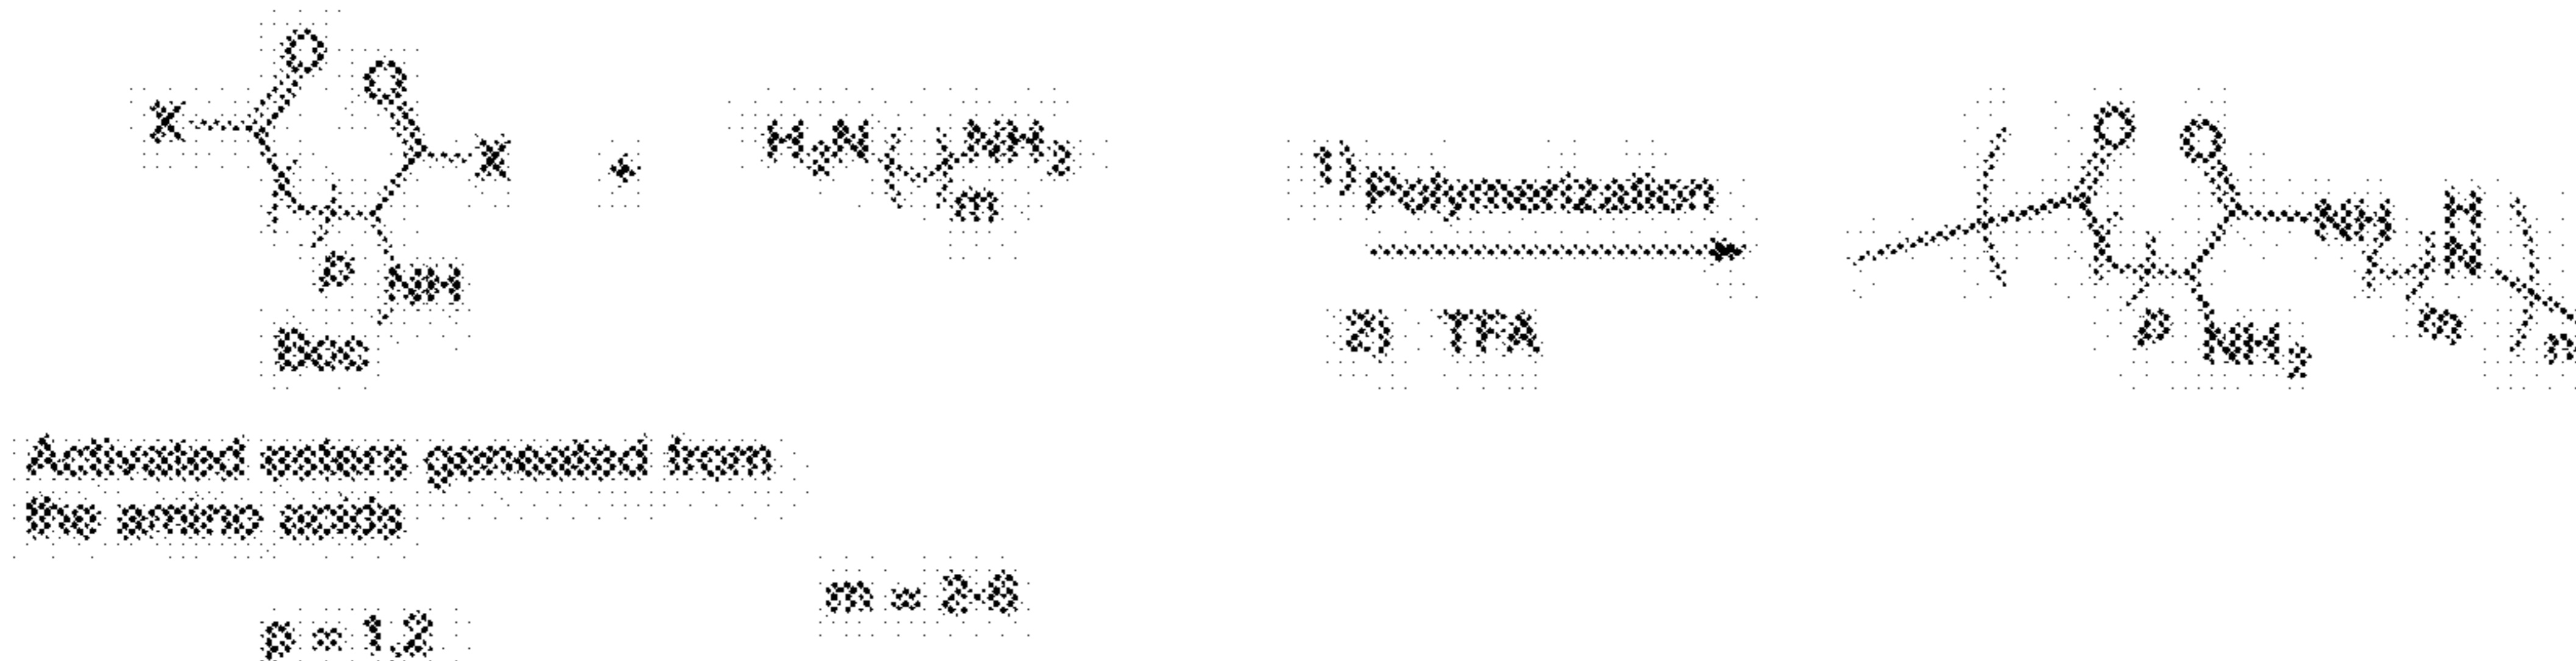 O
O
X
X
+
H2N
NH2
m
p
NH
Boc
1) Polymerization
2) TFA
O
O
NH
H
N
p
NH2
m
n
Activated esters generated from
the amino acids
m = 2-6
p = 1,2